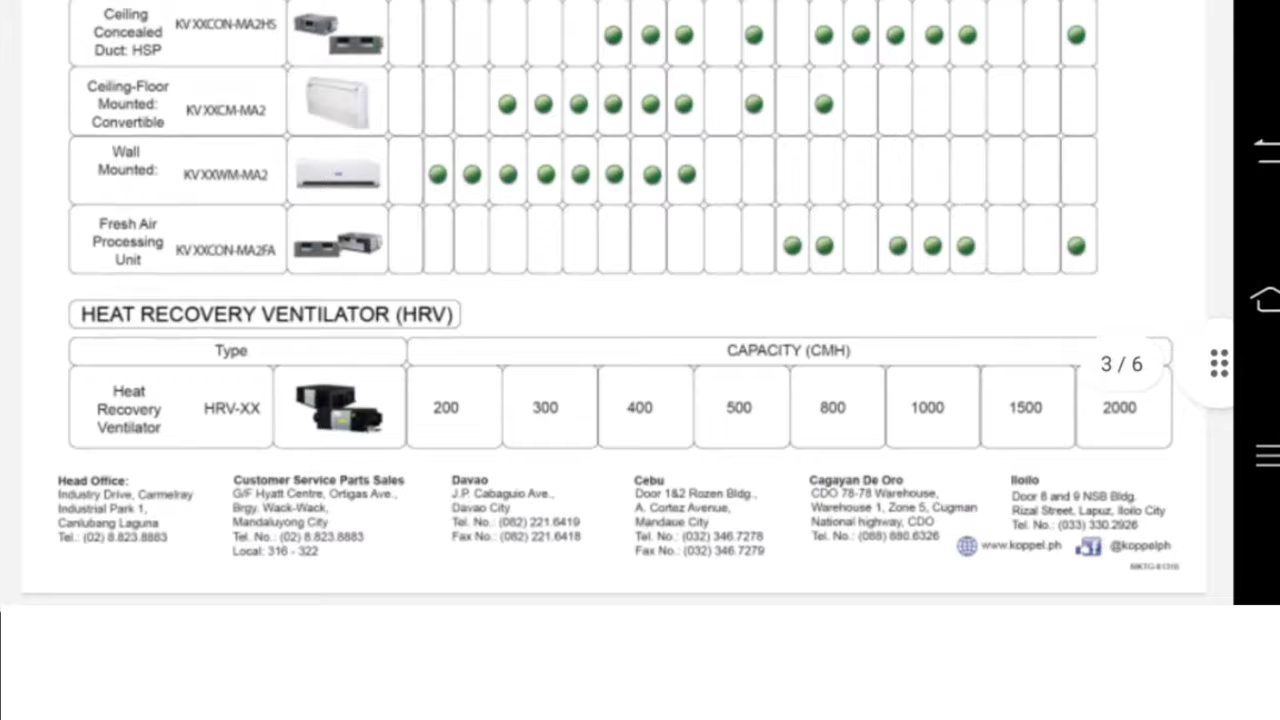 Ceiling
Concealed
Duct: HSP
KV XXCON-MA2HS
Ceiling-Floor
Mounted:
Convertible
KV XXCM-MA2
Wall
Mounted:
KV XXWM-MA2
Fresh Air
Processing
Unit
KV XXCON-MA2FA
HEAT RECOVERY VENTILATOR (HRV)
Type
CAPACITY (CMH)
3 / 6
Heat
Recovery
Ventilator
HRV-XX
200
300
400
500
800
1000
1500
2000
Head Office:
Industry Drive, Carmelray
Industrial Park 1,
Canlubang Laguna
Tel.: (02) 8.823.8883
Customer Service Parts Sales
G/F Hyatt Centre, Ortigas Ave.,
Brgy. Wack-Wack,
Mandaluyong City
Tel. No.: (02) 8.823.8883
Local: 316 - 322
Davao
J.P. Cabaguio Ave.,
Davao City
Tel. No.: (082) 221.6419
Fax No.: (082) 221.6418
Cebu
Door 1&2 Rozen Bldg.,
A. Cortez Avenue,
Mandaue City
Tel. No.: (032) 346.7278
Fax No.: (032) 346.7279
Cagayan De Oro
CDO 78-78 Warehouse,
Warehouse 1, Zone 5, Cugman
National highway, CDO
Tel. No.: (088) 880.6326
Iloilo
Door 8 and 9 NSB Bldg.
Rizal Street, Lapuz, Iloilo City
Tel. No.: (033) 330.2926
www.koppel.ph
@koppelph